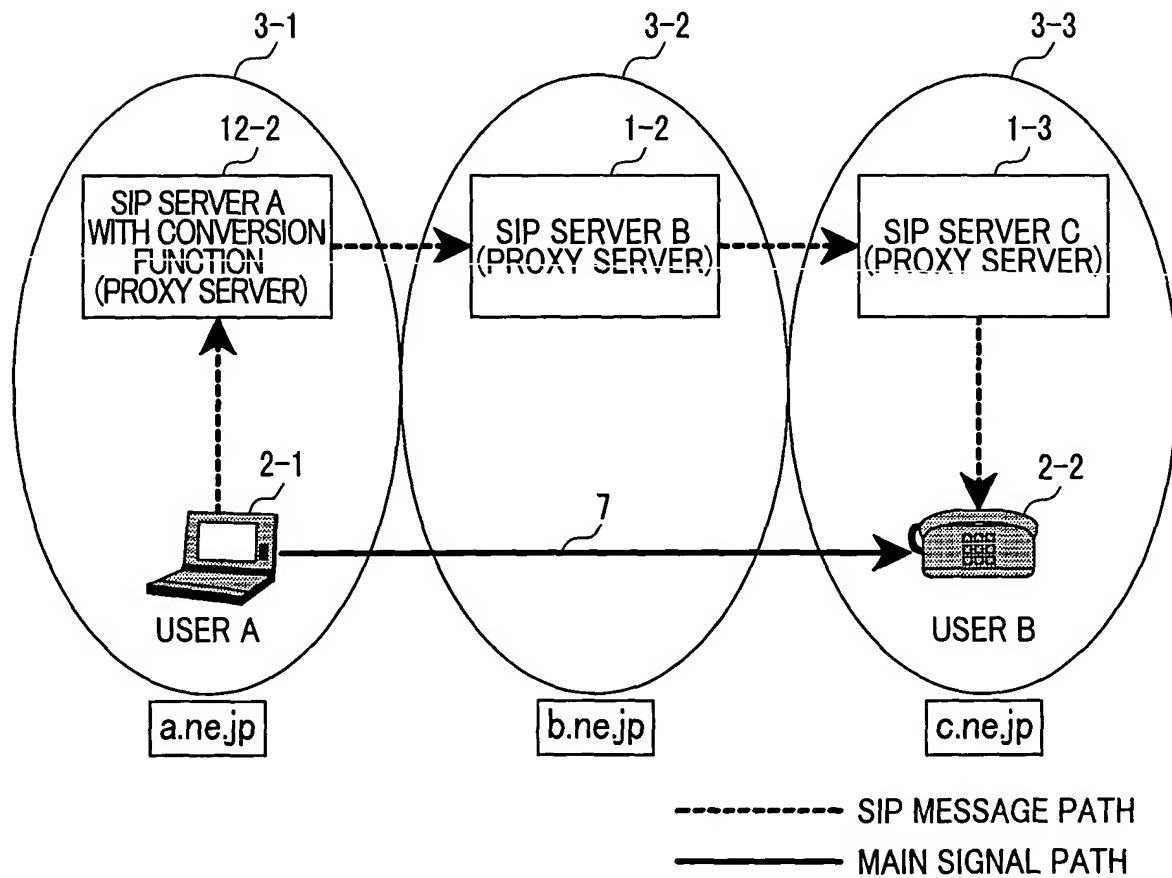 3-1
3-2
3-3
12-2
1-2
1-3
SIP SERVER A
WITH CONVERSION
FUNCTION
(PROXY SERVER)
SIP SERVER B
(PROXY SERVER)
SIP SERVER C
(PROXY SERVER)
2-1
7
2-2
USER A
USER B
a.ne.jp
b.ne.jp
c.ne.jp
SIP MESSAGE PATH
MAIN SIGNAL PATH